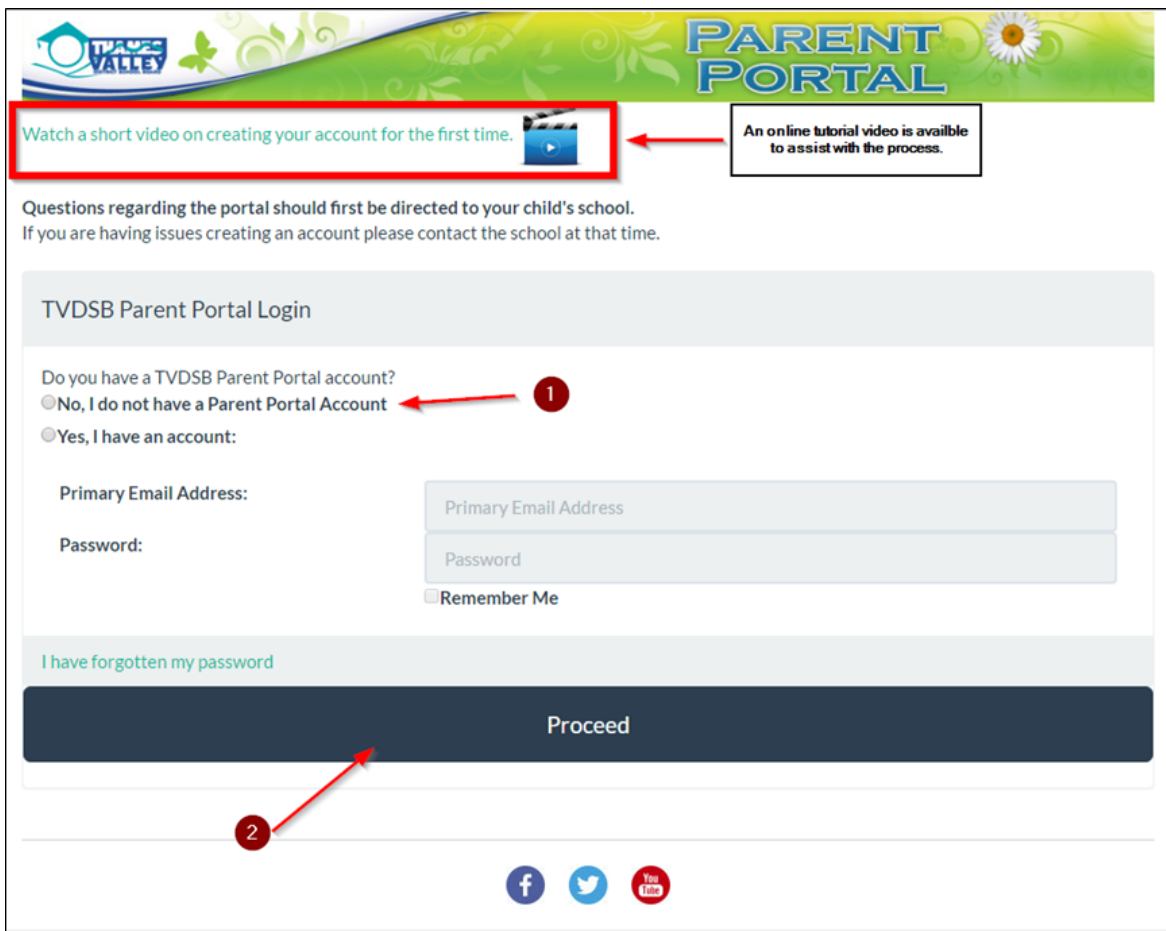 THAMES
VALLEY
PARENT
PORTAL
Watch a short video on creating your account for the first time.
An online tutorial video is availble
to assist with the process.
Questions regarding the portal should first be directed to your child's school.
If you are having issues creating an account please contact the school at that time.
TVDSB Parent Portal Login
Do you have a TVDSB Parent Portal account?
No, I do not have a Parent Portal Account
1
Yes, I have an account:
Primary Email Address:
Primary Email Address
Password:
Password
Remember Me
I have forgotten my password
Proceed
2
f
You
Tube